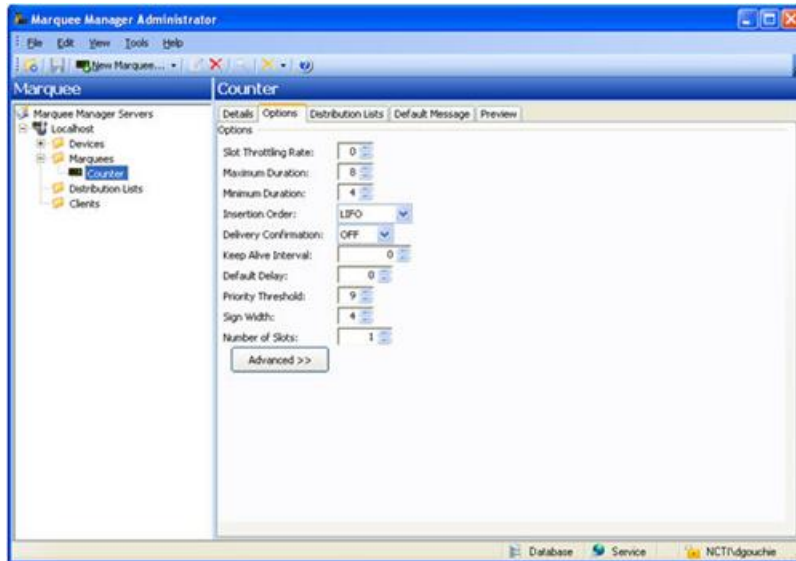 Marquee Manager Administrator
File Edit View Tools Help
New Marquee...
Marquee
Counter
Marquee Manager Servers
Localhost
Devices
Marquees
Counter
Distribution Lists
Clients
Details Options Distribution Lists Default Message Preview
Options
Slot Throttling Rate: 0
Maximum Duration: 8
Minimum Duration: 4
Insertion Order: LIFO
Delivery Confirmation: OFF
Keep Alive Interval: 0
Default Delay: 0
Priority Threshold: 9
Sign Width: 4
Number of Slots: 1
Advanced >>
Database Service NCTI\dgouchie